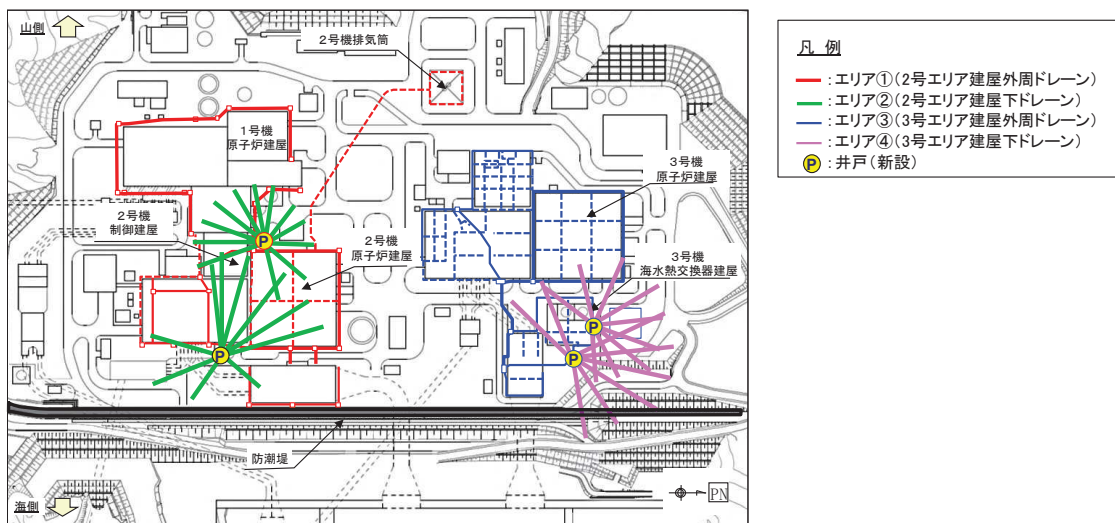 山側
2号機排気筒
1号機
原子炉建屋
3号機
原子炉建屋
2号機
制御建屋
2号機
原子炉建屋
3号機
海水熱交換器建屋
P
P
P
P
防潮堤
海側
PN
凡 例
:エリア①(2号エリア建屋外周ドレーン)
:エリア②(2号エリア建屋下ドレーン)
:エリア③(3号エリア建屋外周ドレーン)
:エリア④(3号エリア建屋下ドレーン)
P :井戸(新設)